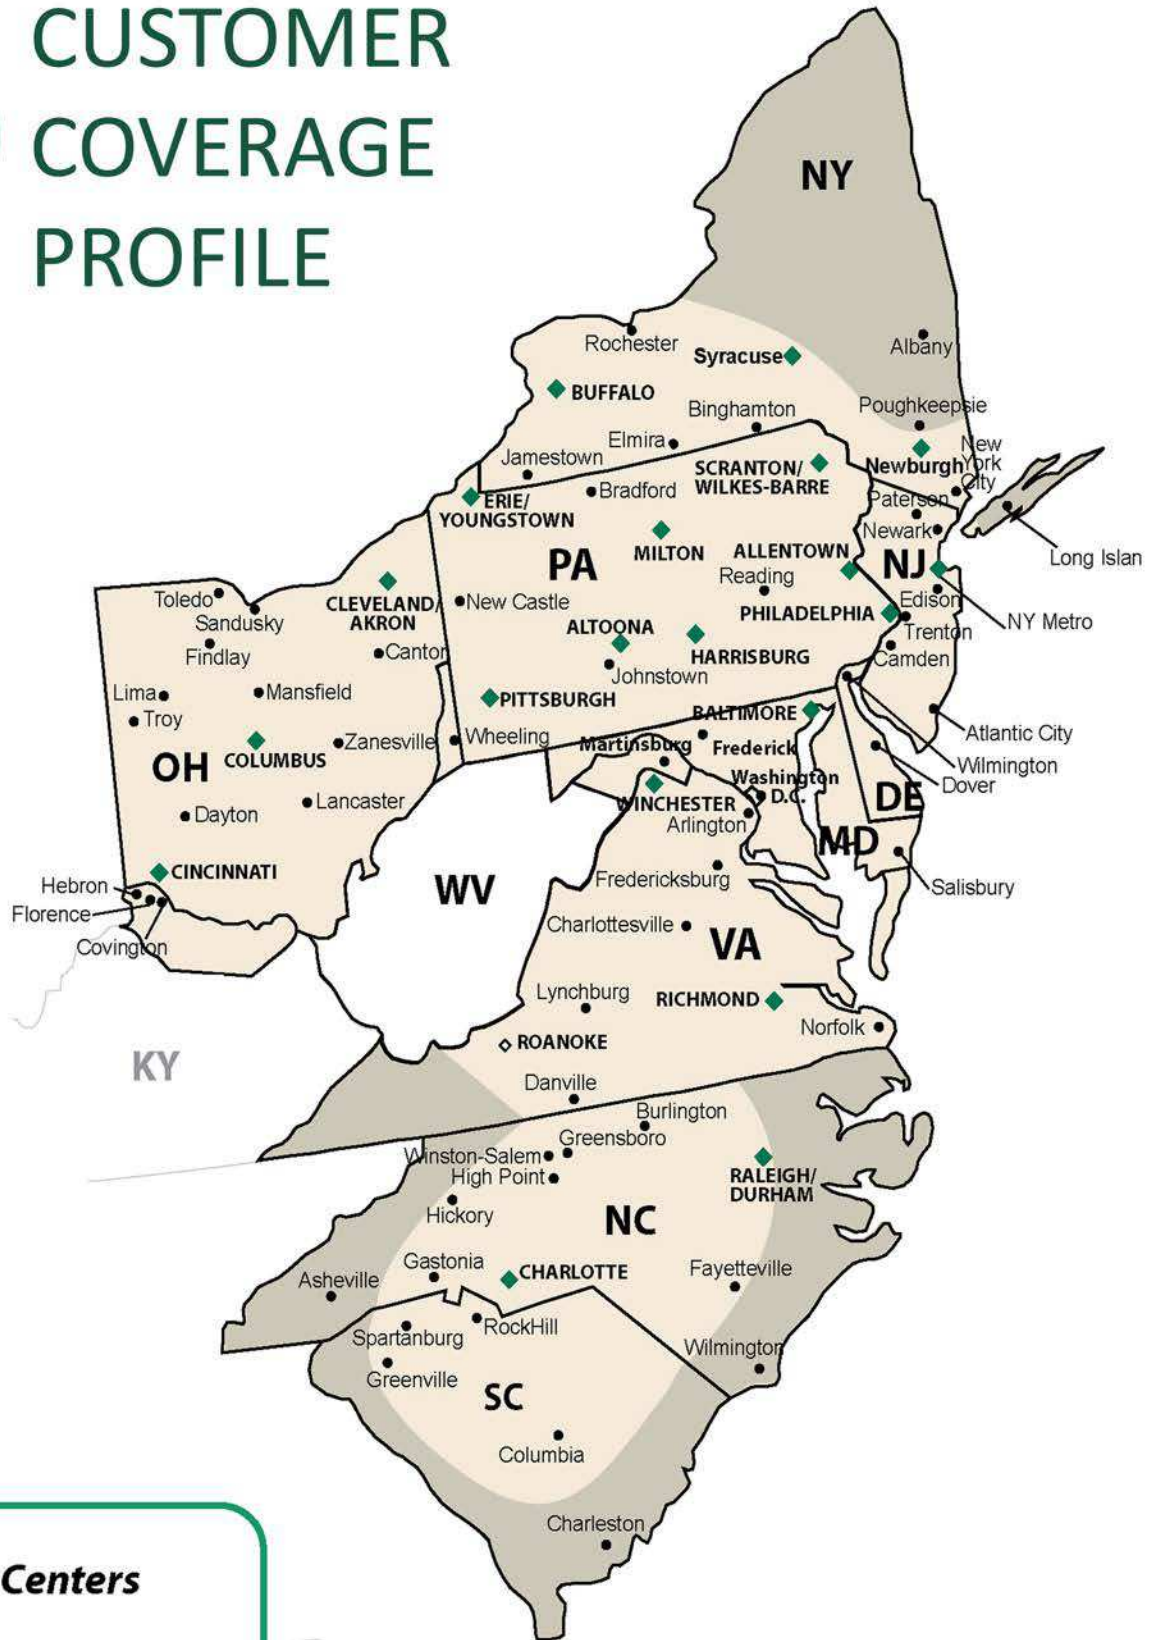 CUSTOMER
COVERAGE
PROFILE
NY
Rochester
Syracuse
Albany
BUFFALO
Binghamton
Poughkeepsie
Elmira
Jamestown
SCRANTON/
WILKES-BARRE
Newburgh
New
York
City
ERIE/
YOUNGSTOWN
Bradford
Paterson
Newark
MILTON
ALLENTOWN
PA
NJ
Long Islan
Reading
Toledo
Sandusky
CLEVELAND/
AKRON
New Castle
PHILADELPHIA
Edison
NY Metro
ALTOONA
Trenton
Findlay
Canton
HARRISBURG
Camden
Johnstown
Lima
Mansfield
PITTSBURGH
Troy
BALTIMORE
Atlantic City
Zanesville
Wheeling
Martinsburg
Frederick
OH
COLUMBUS
Wilmington
Washington
D.C.
Dover
DE
Lancaster
WINCHESTER
Dayton
Arlington
MD
CINCINNATI
Fredericksburg
Salisbury
Hebron
WV
Florence
Covington
Charlottesville
VA
Lynchburg
RICHMOND
Norfolk
ROANOKE
KY
Danville
Burlington
Greensboro
Winston-Salem
High Point
RALEIGH/
DURHAM
Hickory
NC
Gastonia
CHARLOTTE
Fayetteville
Asheville
RockHill
Spartanburg
Wilmington
Greenville
SC
Columbia
Charleston
Centers